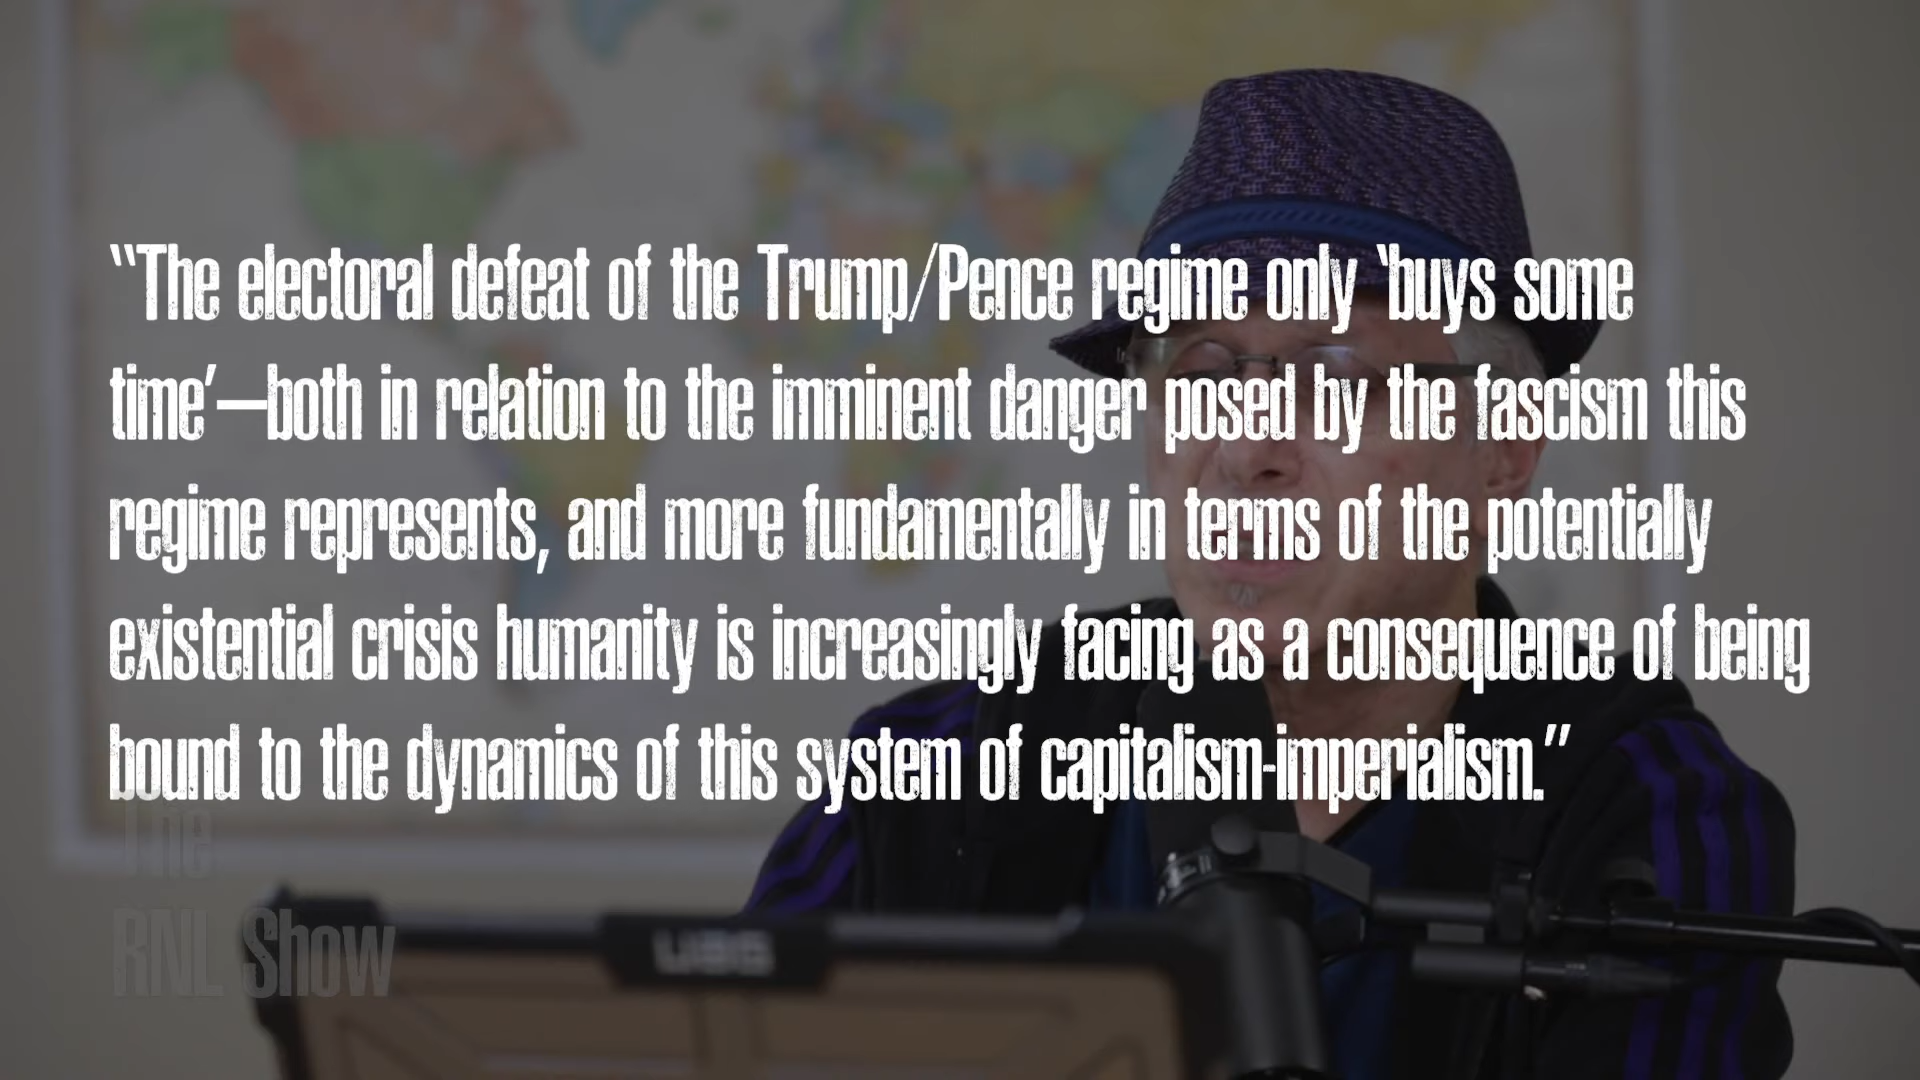 “The electoral defeat of the Trump/Pence regime only ‘buys some
time’—both in relation to the imminent danger posed by the fascism this
regime represents, and more fundamentally in terms of the potentially
existential crisis humanity is increasingly facing as a consequence of being
bound to the dynamics of this system of capitalism-imperialism.”
The
RNL Show
UAG